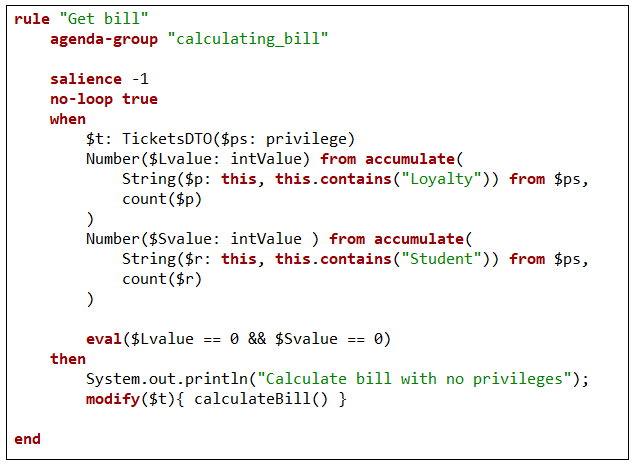 rule "Get bill"
    agenda-group "calculating_bill"

    salience -1
    no-loop true
    when
        $t: TicketsDTO($ps: privilege)
        Number($Lvalue: intValue) from accumulate(
            String($p: this, this.contains("Loyalty")) from $ps,
            count($p)
        )
        Number($Svalue: intValue ) from accumulate(
            String($r: this, this.contains("Student")) from $ps,
            count($r)
        )

        eval($Lvalue == 0 && $Svalue == 0)
    then
        System.out.println("Calculate bill with no privileges");
        modify($t){ calculateBill() }

end